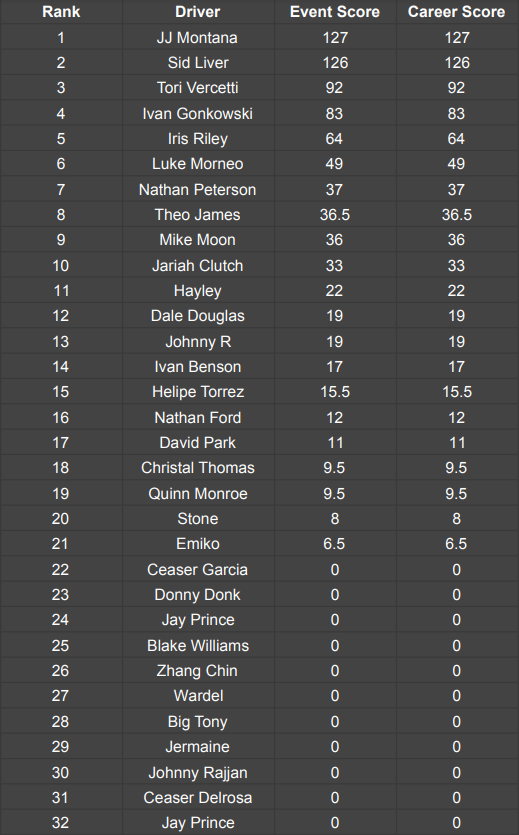 Rank Driver Event Score Career Score
1 JJ Montana 127 127
2 Sid Liver 126 126
3 Tori Vercetti 92 92
4 Ivan Gonkowski 83 83
5 Iris Riley 64 64
6 Luke Morneo 49 49
7 Nathan Peterson 37 37
8 Theo James 36.5 36.5
9 Mike Moon 36 36
10 Jariah Clutch 33 33
11 Hayley 22 22
12 Dale Douglas 19 19
13 Johnny R 19 19
14 Ivan Benson 17 17
15 Helipe Torrez 15.5 15.5
16 Nathan Ford 12 12
17 David Park 11 11
18 Christal Thomas 9.5 9.5
19 Quinn Monroe 9.5 9.5
20 Stone 8 8
21 Emiko 6.5 6.5
22 Ceaser Garcia 0 0
23 Donny Donk 0 0
24 Jay Prince 0 0
25 Blake Williams 0 0
26 Zhang Chin 0 0
27 Wardel 0 0
28 Big Tony 0 0
29 Jermaine 0 0
30 Johnny Rajjan 0 0
31 Ceaser Delrosa 0 0
32 Jay Prince 0 0